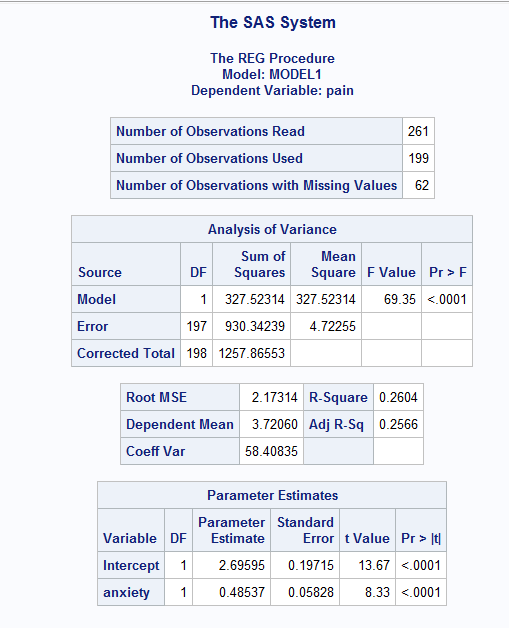 The SAS System
The REG Procedure
Model: MODEL1
Dependent Variable: pain
Number of Observations Read 261
Number of Observations Used 199
Number of Observations with Missing Values 62
Analysis of Variance
Source DF Sum of Squares Mean Square F Value Pr > F
Model 1 327.52314 327.52314 69.35 <.0001
Error 197 930.34239 4.72255
Corrected Total 198 1257.86553
Root MSE 2.17314 R-Square 0.2604
Dependent Mean 3.72060 Adj R-Sq 0.2566
Coeff Var 58.40835
Parameter Estimates
Variable DF Parameter Estimate Standard Error t Value Pr > |t|
Intercept 1 2.69595 0.19715 13.67 <.0001
anxiety 1 0.48537 0.05828 8.33 <.0001